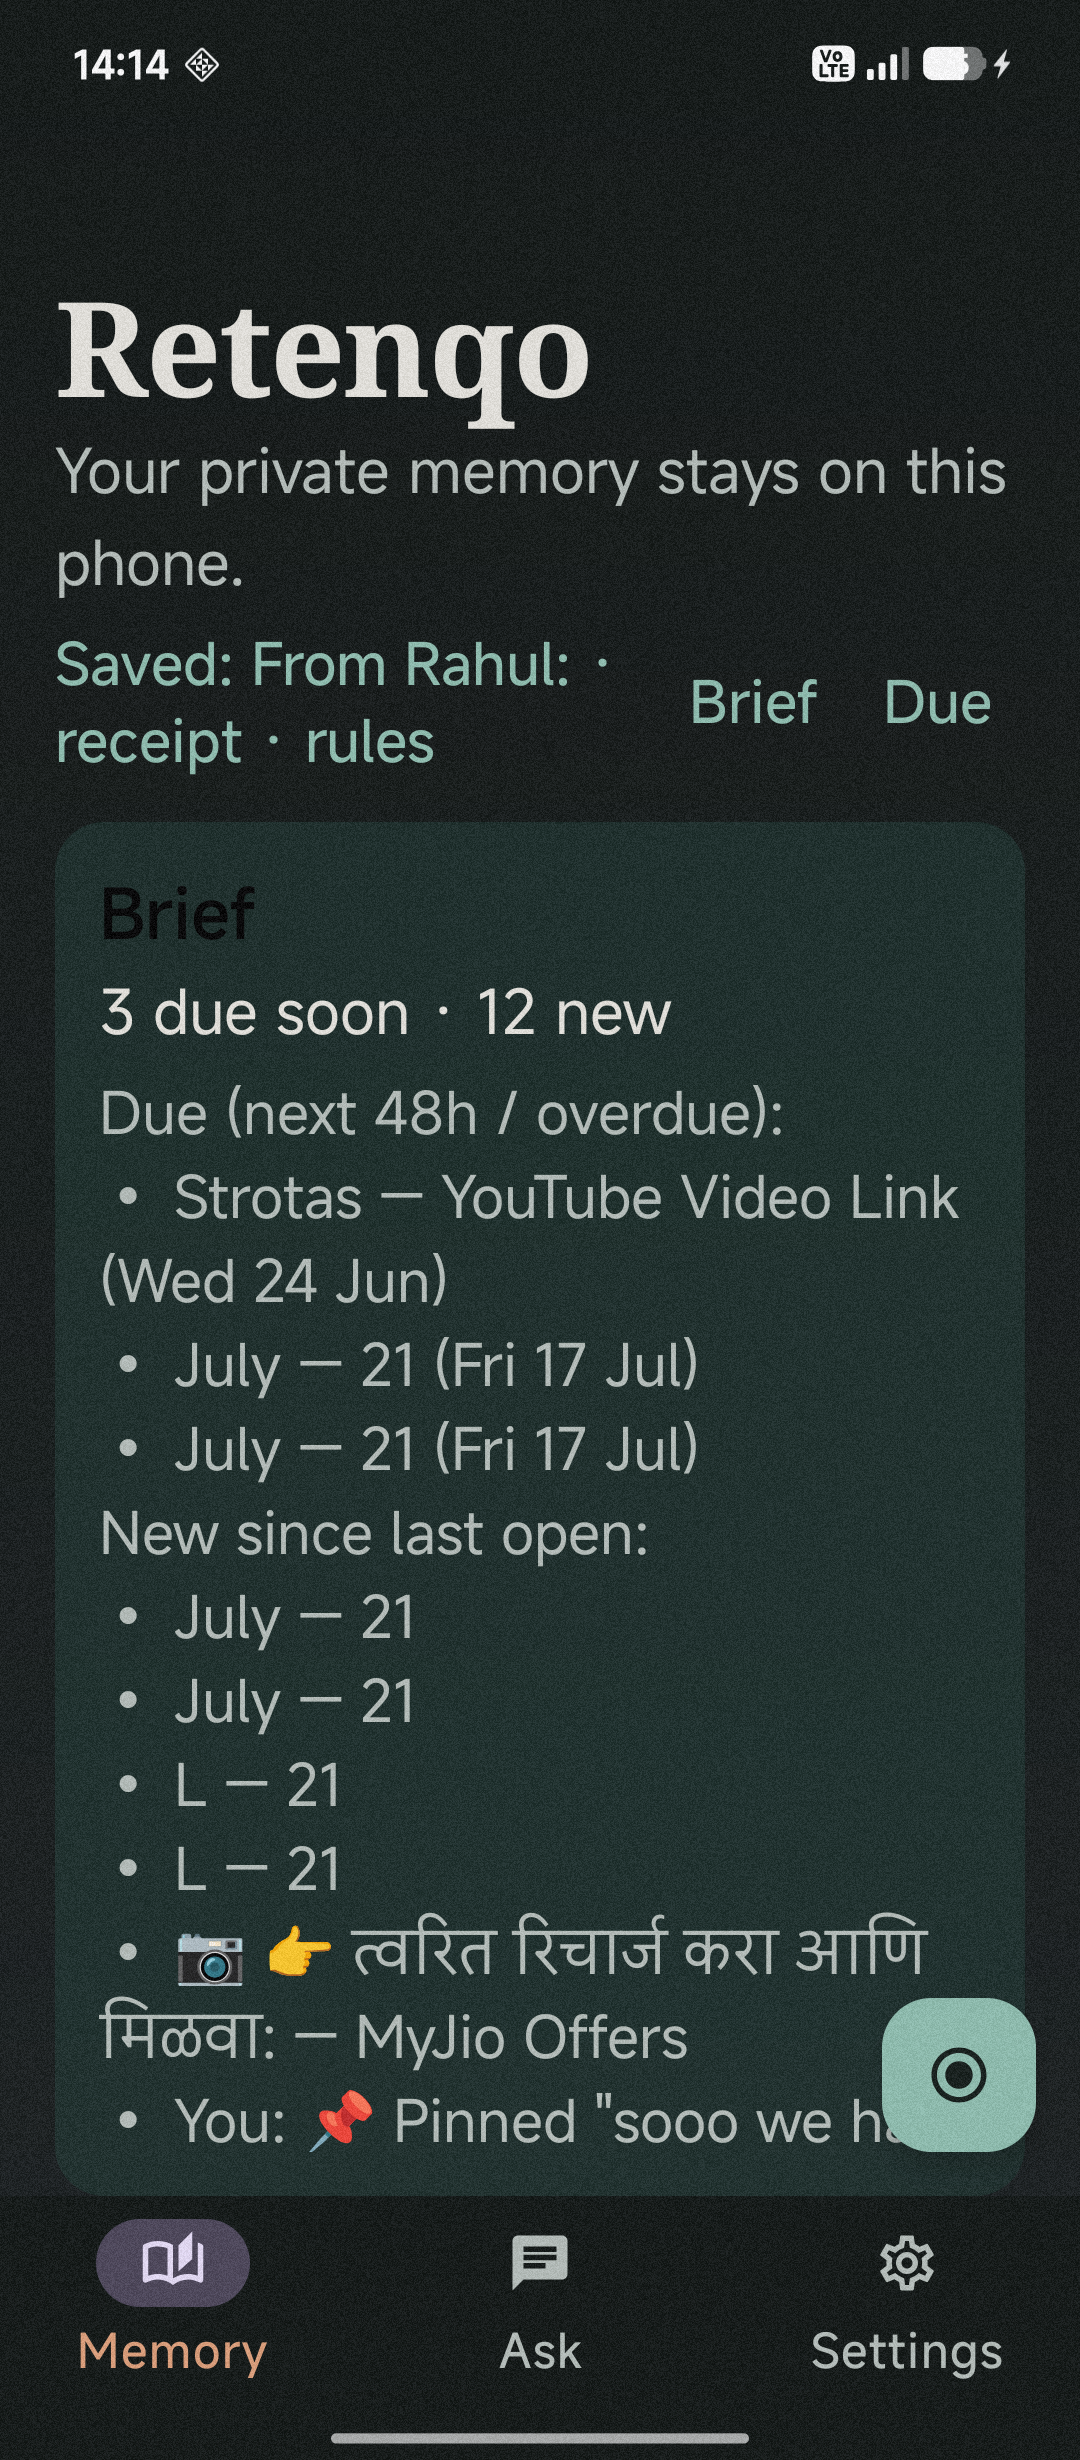 14:14
Vo LTE
Retenqo
Your private memory stays on this
phone.
Saved: From Rahul: ·
receipt · rules
Brief Due
Brief
3 due soon · 12 new
Due (next 48h / overdue):
• Strotas — YouTube Video Link
(Wed 24 Jun)
• July — 21 (Fri 17 Jul)
• July — 21 (Fri 17 Jul)
New since last open:
• July — 21
• July — 21
• L — 21
• L — 21
• 📷 👉 त्वरित रिचार्ज करा आणि
मिळवा: — MyJio Offers
• You: 📌 Pinned "sooo we
Memory Ask Settings